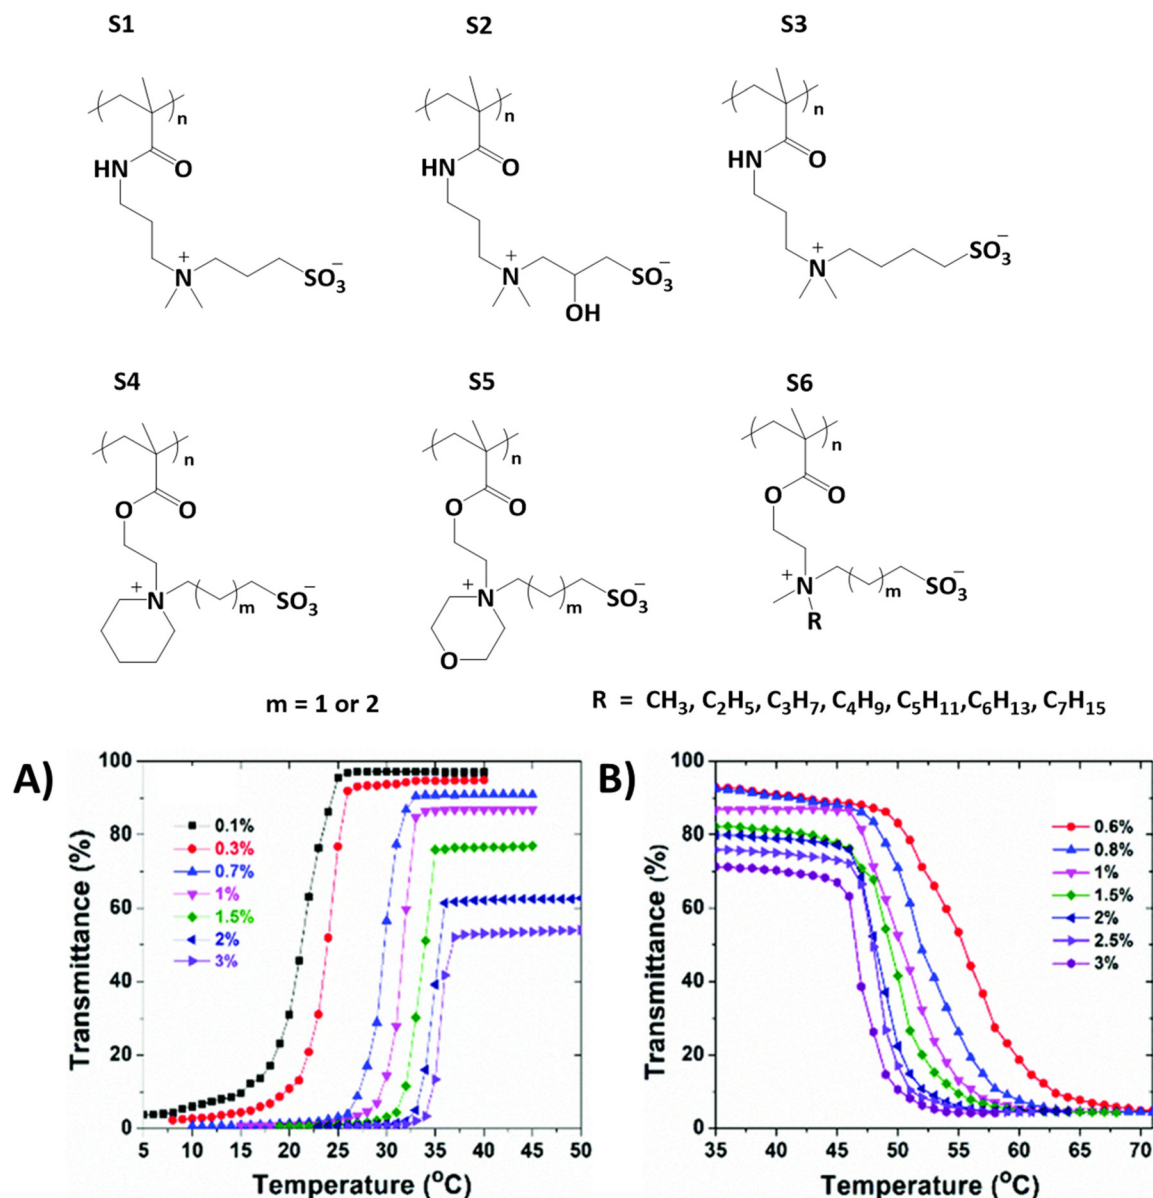 S1 S2 S3
n n n
HN O HN O HN O
+ + +
N SO₃⁻ N SO₃⁻ N SO₃⁻
OH
S4 S5 S6
n n n
O O O O O O
+ + +
N m SO₃⁻ N m SO₃⁻ N m SO₃⁻
O R
m = 1 or 2 R = CH₃, C₂H₅, C₃H₇, C₄H₉, C₅H₁₁,C₆H₁₃, C₇H₁₅
A)
Transmittance (%)
100
80
60
40
20
0
0.1%
0.3%
0.7%
1%
1.5%
2%
3%
5 10 15 20 25 30 35 40 45 50
Temperature (°C)
B)
Transmittance (%)
100
80
60
40
20
0
0.6%
0.8%
1%
1.5%
2%
2.5%
3%
35 40 45 50 55 60 65 70
Temperature (°C)